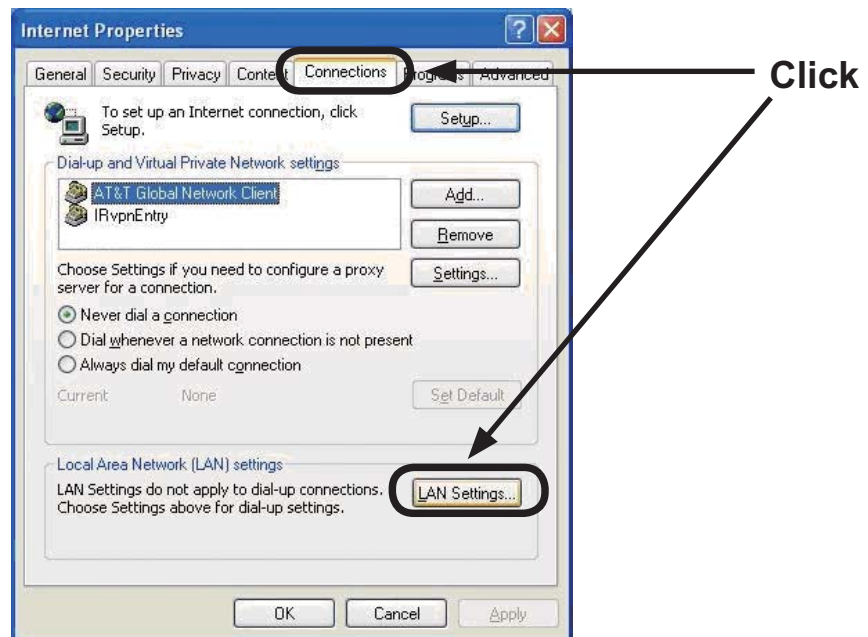 Internet Properties
General Security Privacy Content Connections Programs Advanced
Click
To set up an Internet connection, click
Setup.
Setup...
Dial-up and Virtual Private Network settings
AT&T Global Network Client
IRvpnEntry
Add...
Remove
Choose Settings if you need to configure a proxy
server for a connection.
Settings...
Never dial a connection
Dial whenever a network connection is not present
Always dial my default connection
Current None
Set Default
Local Area Network (LAN) settings
LAN Settings do not apply to dial-up connections.
Choose Settings above for dial-up settings.
LAN Settings...
OK Cancel Apply